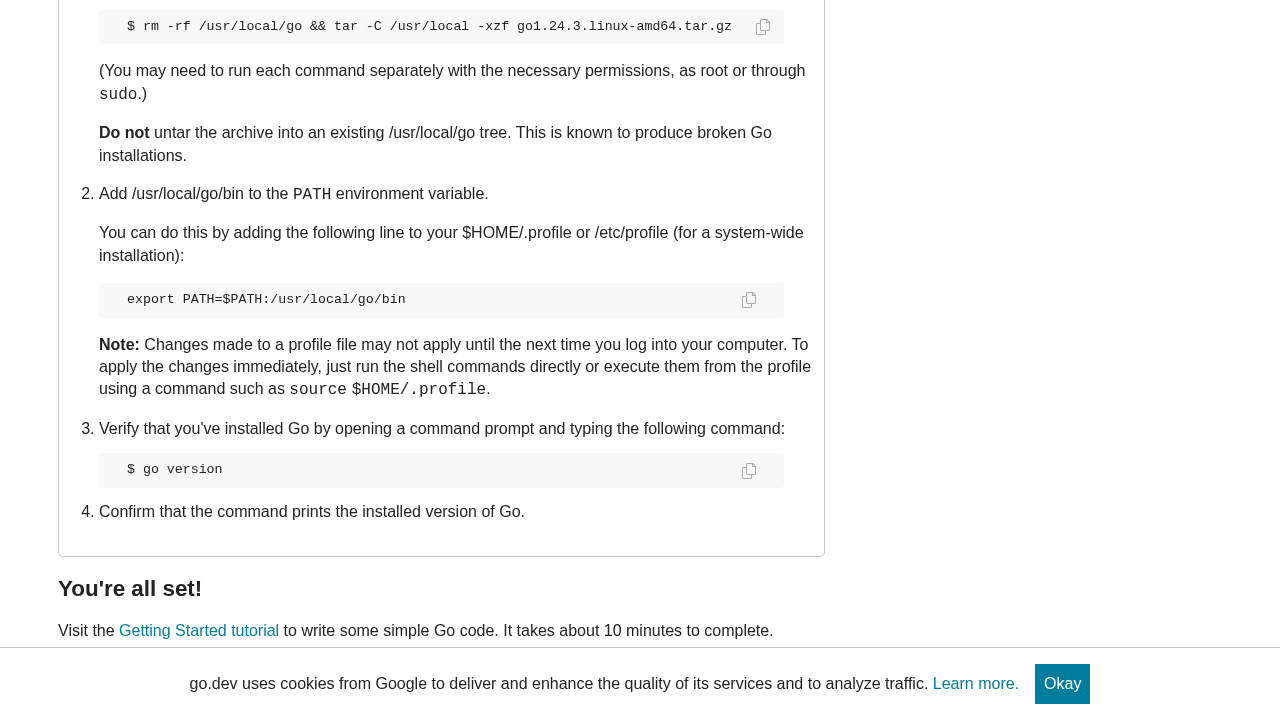 $ rm -rf /usr/local/go && tar -C /usr/local -xzf go1.24.3.linux-amd64.tar.gz
(You may need to run each command separately with the necessary permissions, as root or through
sudo.)
Do not untar the archive into an existing /usr/local/go tree. This is known to produce broken Go
installations.
2. Add /usr/local/go/bin to the PATH environment variable.
You can do this by adding the following line to your $HOME/.profile or /etc/profile (for a system-wide
installation):
export PATH=$PATH:/usr/local/go/bin
Note: Changes made to a profile file may not apply until the next time you log into your computer. To
apply the changes immediately, just run the shell commands directly or execute them from the profile
using a command such as source $HOME/.profile.
3. Verify that you've installed Go by opening a command prompt and typing the following command:
$ go version
4. Confirm that the command prints the installed version of Go.
You're all set!
Visit the Getting Started tutorial to write some simple Go code. It takes about 10 minutes to complete.
go.dev uses cookies from Google to deliver and enhance the quality of its services and to analyze traffic. Learn more.
Okay